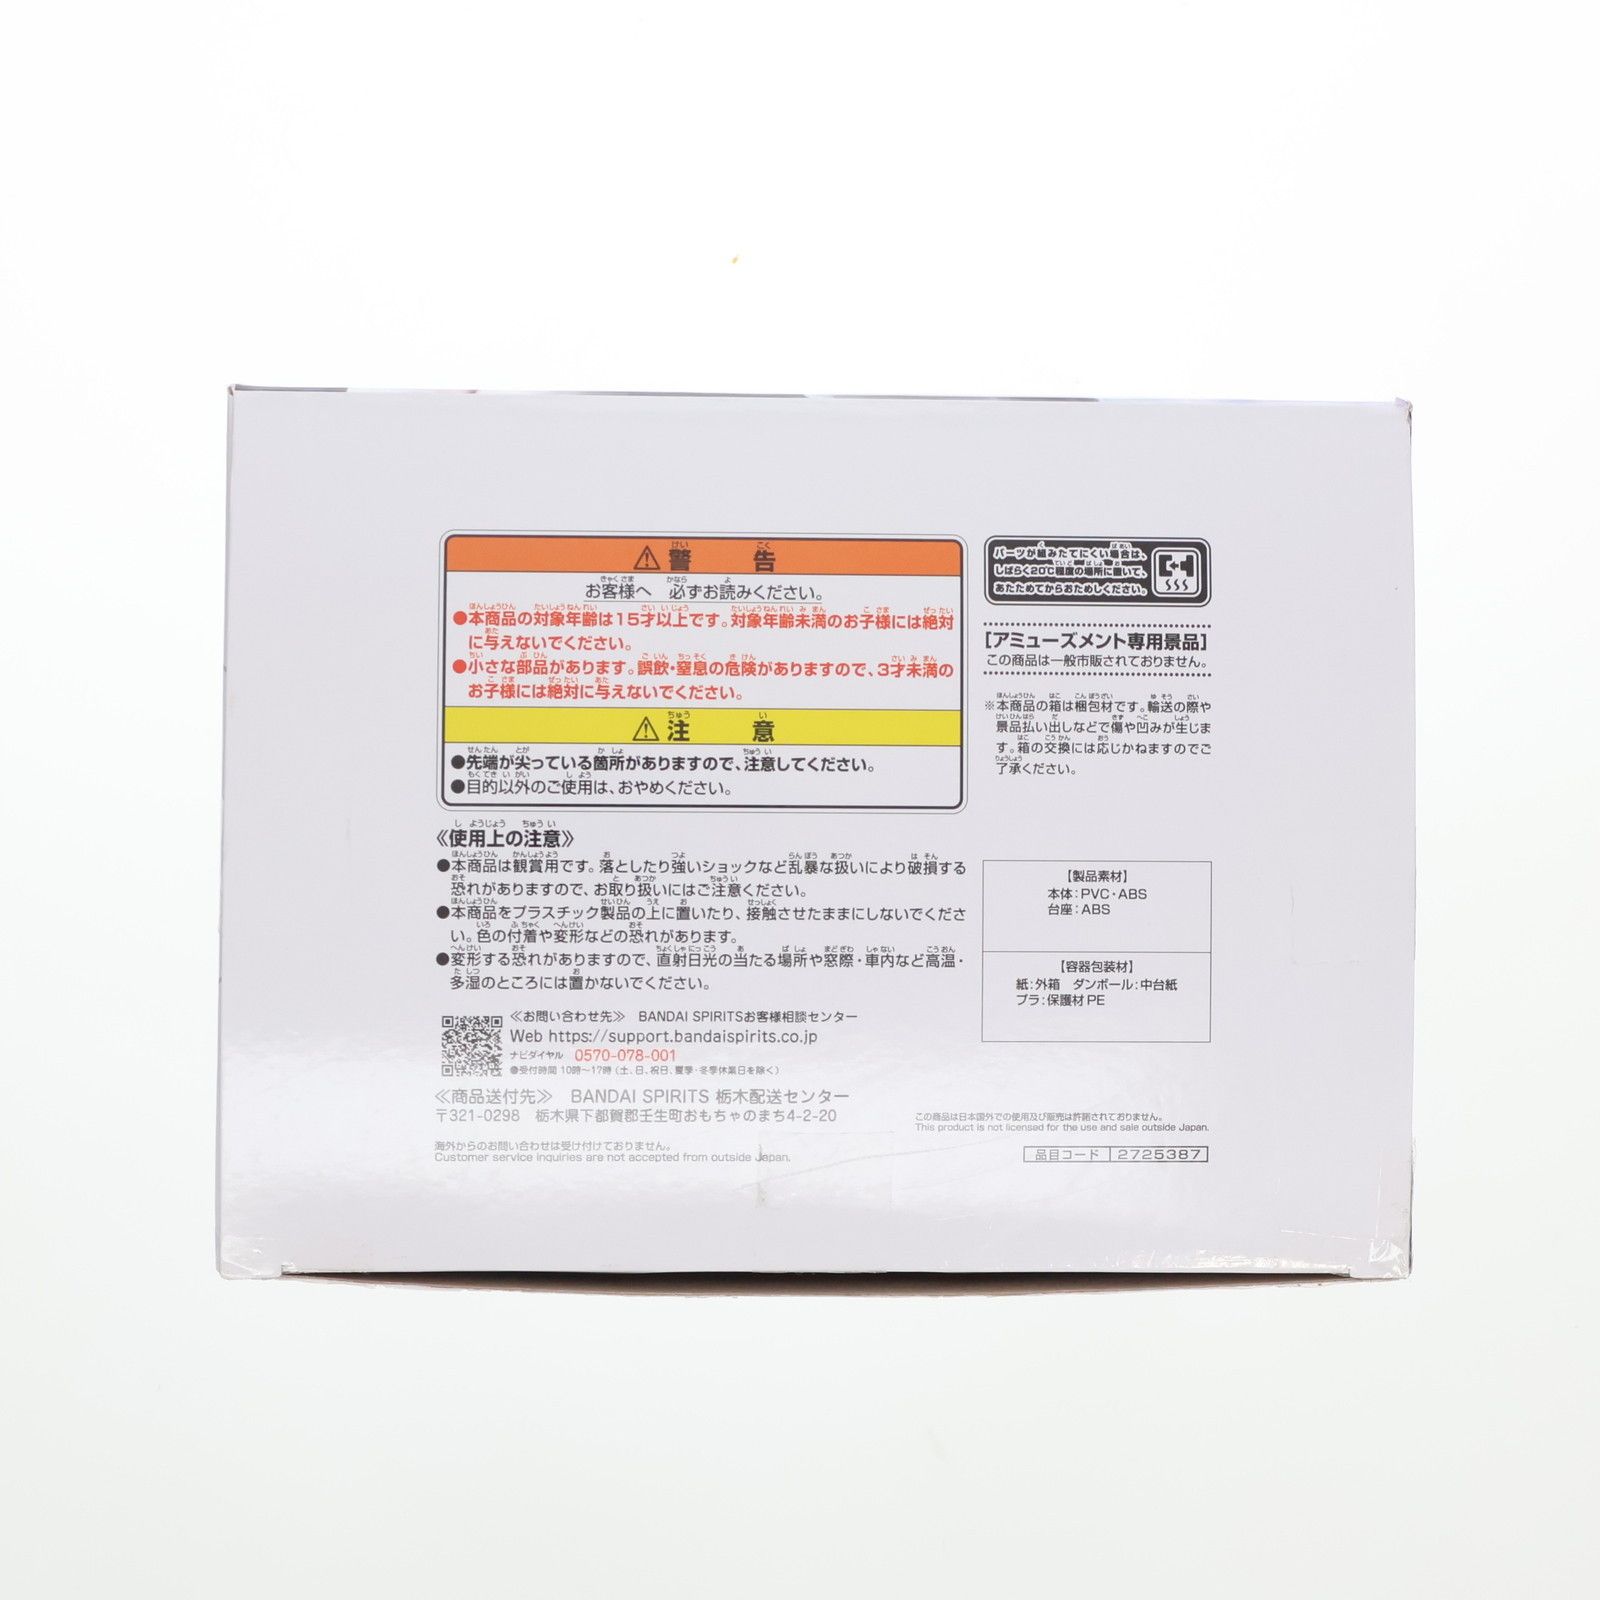 ⚠警告
お客様へ 必ずお読みください。
●本商品の対象年齢は15才以上です。対象年齢未満のお子様には絶対
に与えないでください。
●小さな部品があります。誤飲・窒息の危険がありますので、3才未満の
お子様には絶対に与えないでください。
⚠注意
●先端が尖っている箇所がありますので、注意してください。
●目的以外のご使用は、おやめください。
《使用上の注意》
●本商品は観賞用です。落としたり強いショックなど乱暴な扱いにより破損する
恐れがありますので、お取り扱いにはご注意ください。
●本商品をプラスチック製品の上に置いたり、接触させたままにしないでくださ
い。色の付着や変形などの恐れがあります。
●変形する恐れがありますので、直射日光の当たる場所や窓際・車内など高温・
多湿のところには置かないでください。
≪お問い合わせ先≫ BANDAI SPIRITSお客様相談センター
Web https://support.bandaispirits.co.jp
ナビダイヤル 0570-078-001
●受付時間 10時〜17時(土、日、祝日、夏季・冬季休業日を除く)
≪商品送付先≫ BANDAI SPIRITS 栃木配送センター
〒321-0298 栃木県下都賀郡壬生町おもちゃのまち4-2-20
海外からのお問い合わせは受け付けておりません。
Customer service inquiries are not accepted from outside Japan.
パーツが組みたてにくい場合は、
しばらく20℃程度の場所に置いて、
あたためてからおためしください。
[アミューズメント専用景品]
この商品は一般市販されておりません。
※本商品の箱は梱包材です。輸送の際や
景品払い出しなどで傷や凹みが生じま
す。箱の交換には応じかねますのでご
了承ください。
【製品素材】
本体:PVC・ABS
台座:ABS
【容器包装材】
紙:外箱 ダンボール:中台紙
プラ:保護材PE
この商品は日本国外での使用及び販売は許諾されておりません。
This product is not licensed for the use and sale outside Japan.
品目コード 2725387